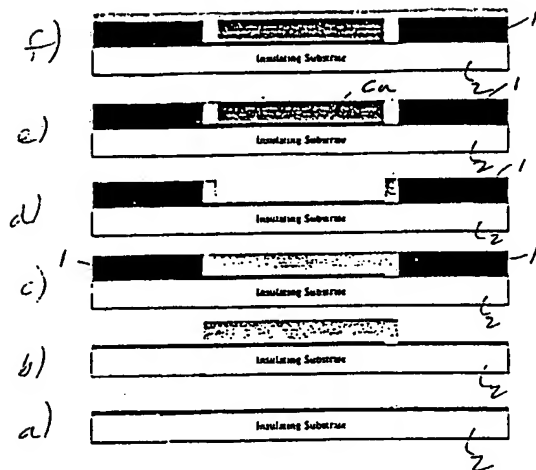 f) 1
Insulating Substrate 2
e) Cu 1
Insulating Substrate 2
d) 1
Insulating Substrate 2
c) 1 1
Insulating Substrate 2
b)
Insulating Substrate 2
a)
Insulating Substrate 2